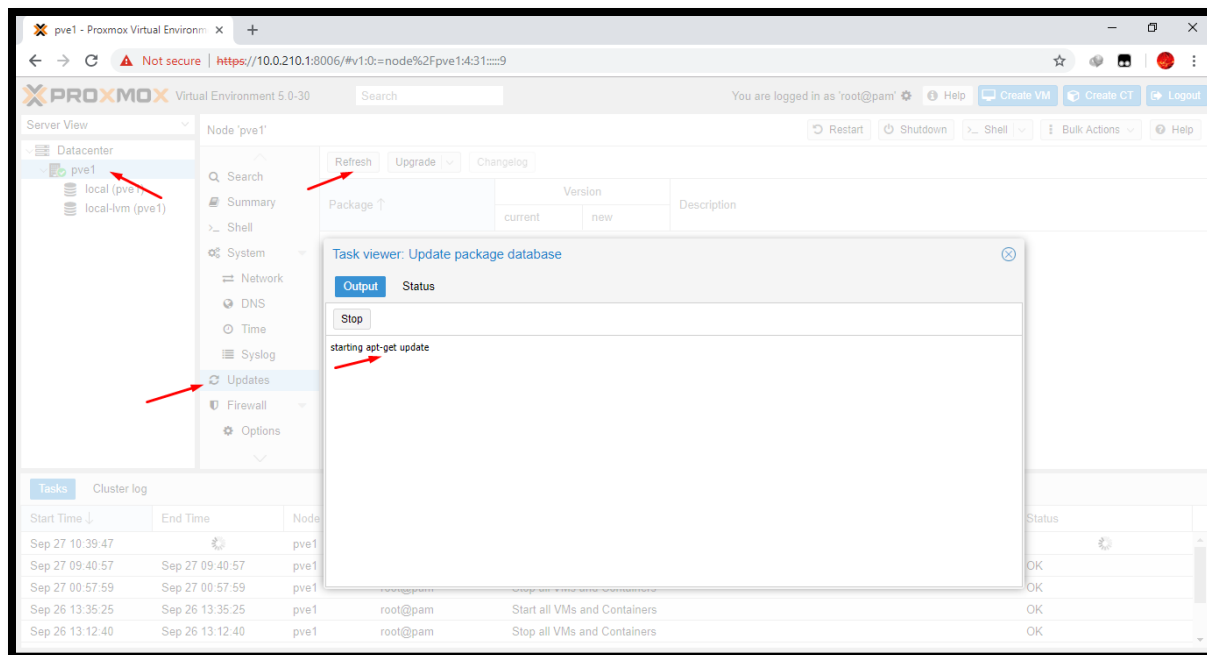 pve1 - Proxmox Virtual Environm
Not secure | https://10.0.210.1:8006/#v1:0:=node%2Fpve1:4:31:::::9
PROXMOX Virtual Environment 5.0-30 Search You are logged in as 'root@pam' Help Create VM Create CT Logout
Server View
Node 'pve1' Restart Shutdown Shell Bulk Actions Help
Datacenter
pve1
local (pve1)
local-lvm (pve1)
Search
Summary
Shell
System
Network
DNS
Time
Syslog
Updates
Firewall
Options
Refresh Upgrade Changelog
Package Version Description
current new
Task viewer: Update package database
Output Status
Stop
starting apt-get update
Tasks Cluster log
Start Time End Time Node Status
Sep 27 10:39:47 pve1
Sep 27 09:40:57 Sep 27 09:40:57 pve1 OK
Sep 27 00:57:59 Sep 27 00:57:59 pve1 root@pam Stop all VMs and Containers OK
Sep 26 13:35:25 Sep 26 13:35:25 pve1 root@pam Start all VMs and Containers OK
Sep 26 13:12:40 Sep 26 13:12:40 pve1 root@pam Stop all VMs and Containers OK